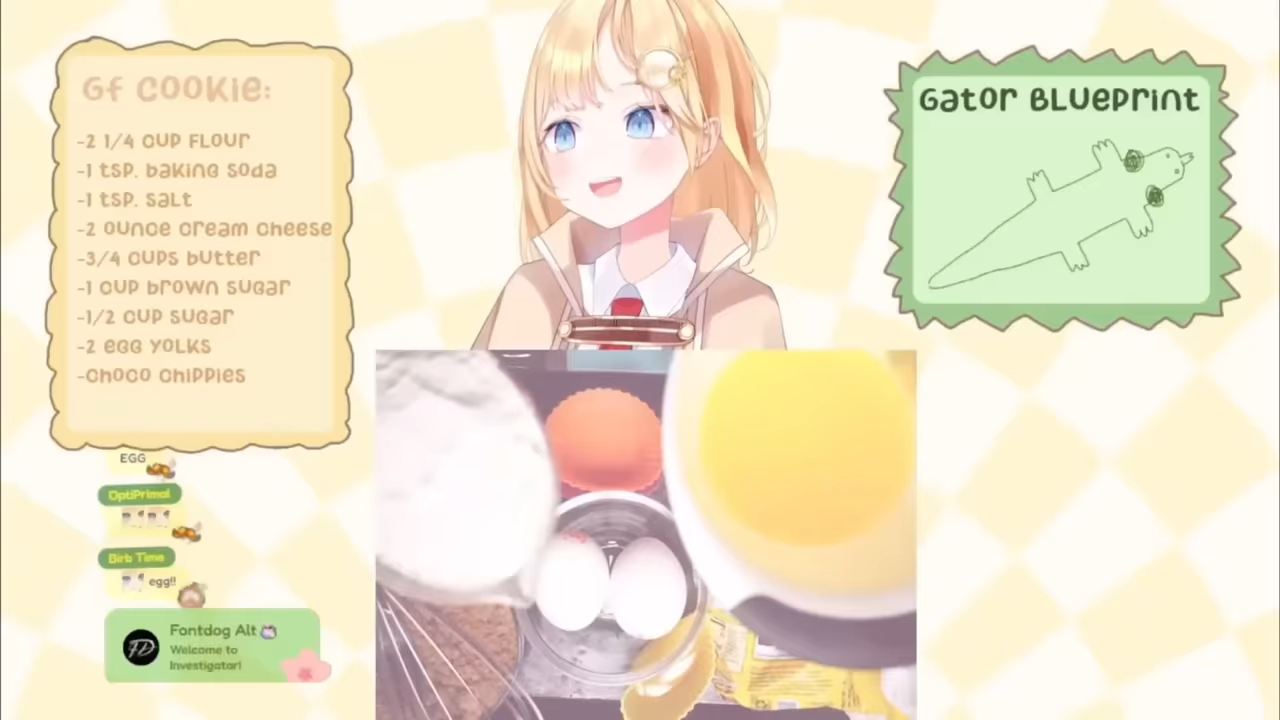 GF COOKIE:
-2 1/4 CUP FLOUR
-1 tsp. baking soda
-1 tsp. salt
-2 ounce cream cheese
-3/4 cups butter
-1 cup brown sugar
-1/2 cup sugar
-2 egg yolks
-choco chippies
Gator Blueprint
EGG
OptiPrimal
Birb Time
egg!!
FD
Fontdog Alt
Welcome to
Investigator!